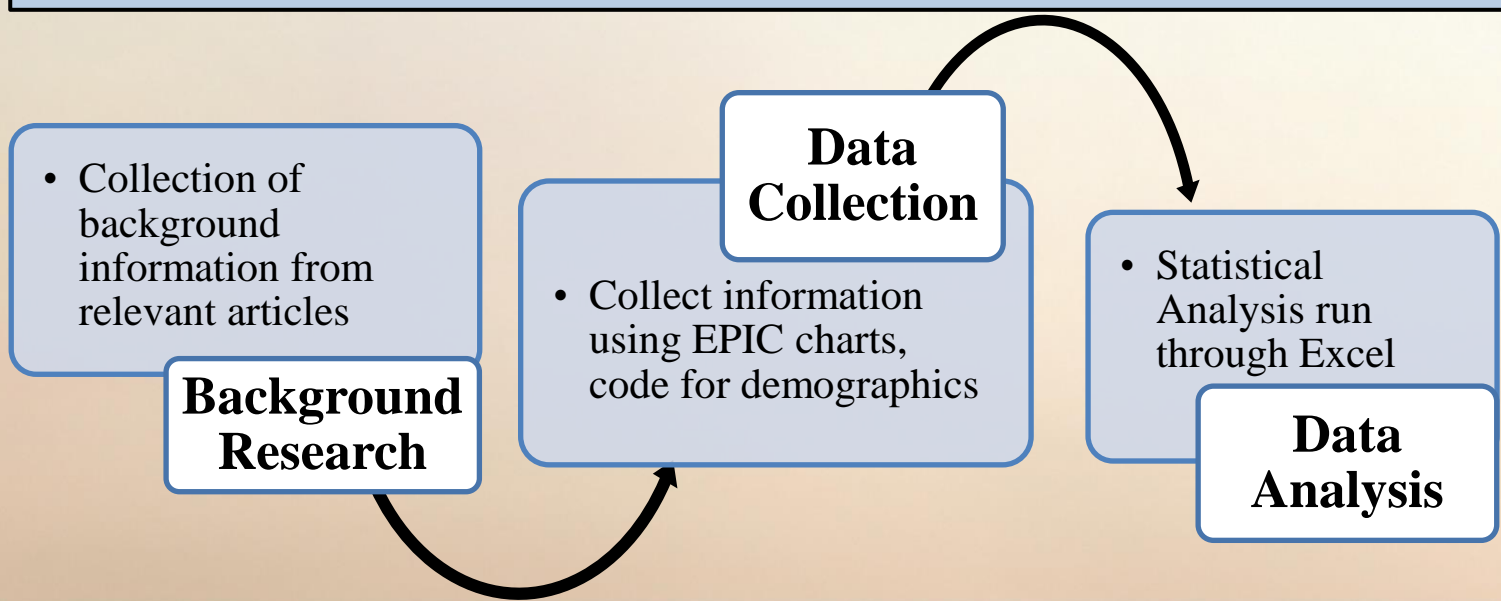 • Collection of
background
information from
relevant articles
Background
Research
Data
Collection
• Collect information
using EPIC charts,
code for demographics
• Statistical
Analysis run
through Excel
Data
Analysis